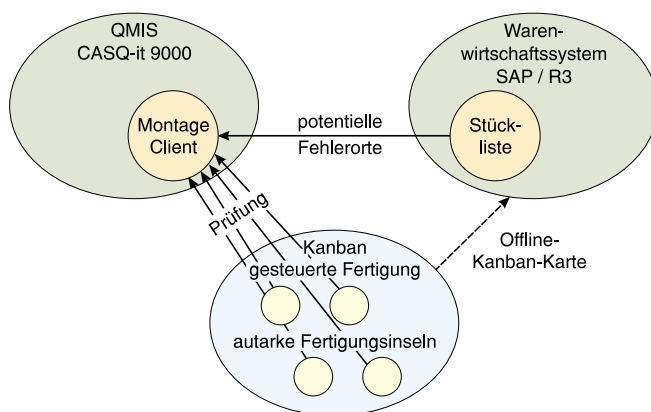 QMIS
CASQ-it 9000
Waren-
wirtschaftssystem
SAP / R3
Montage
Client
potentielle
Fehlerorte
Stück-
liste
Prüfung
Kanban
gesteuerte Fertigung
Offline-
Kanban-Karte
autarke Fertigungsinseln